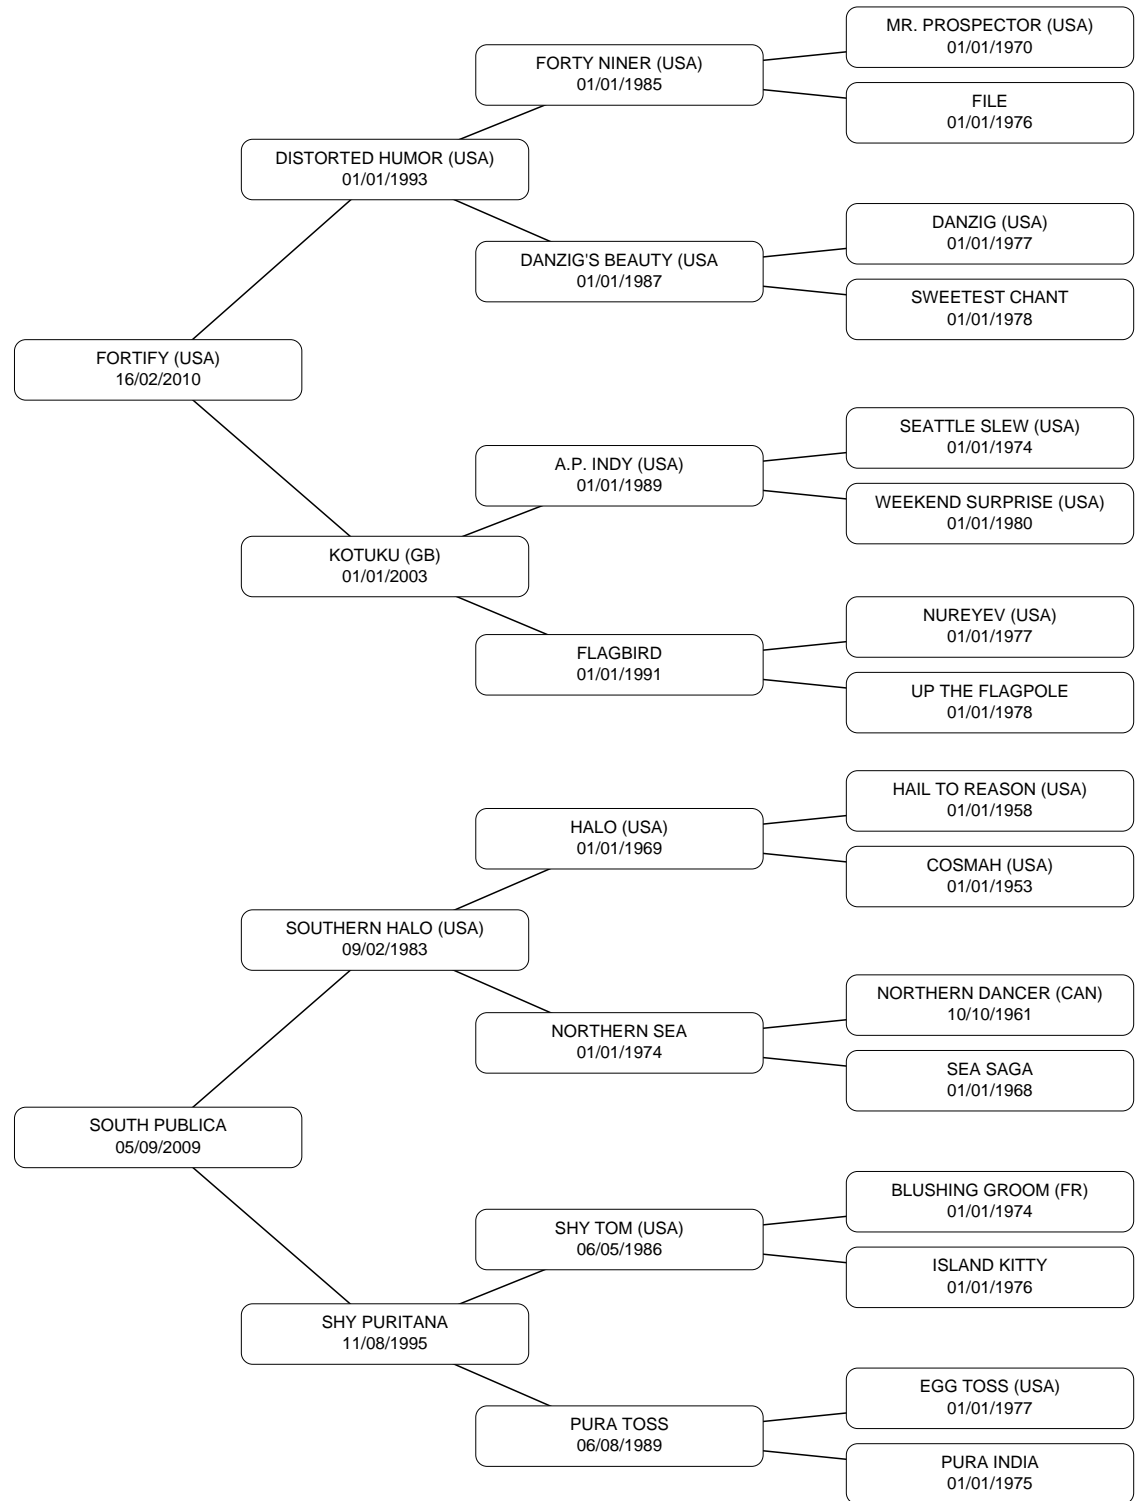 MR. PROSPECTOR (USA)
01/01/1970
FORTY NINER (USA)
01/01/1985
FILE
01/01/1976
DISTORTED HUMOR (USA)
01/01/1993
DANZIG (USA)
01/01/1977
DANZIG'S BEAUTY (USA
01/01/1987
SWEETEST CHANT
01/01/1978
FORTIFY (USA)
16/02/2010
SEATTLE SLEW (USA)
01/01/1974
A.P. INDY (USA)
01/01/1989
WEEKEND SURPRISE (USA)
01/01/1980
KOTUKU (GB)
01/01/2003
NUREYEV (USA)
01/01/1977
FLAGBIRD
01/01/1991
UP THE FLAGPOLE
01/01/1978
HAIL TO REASON (USA)
01/01/1958
HALO (USA)
01/01/1969
COSMAH (USA)
01/01/1953
SOUTHERN HALO (USA)
09/02/1983
NORTHERN DANCER (CAN)
10/10/1961
NORTHERN SEA
01/01/1974
SEA SAGA
01/01/1968
SOUTH PUBLICA
05/09/2009
BLUSHING GROOM (FR)
01/01/1974
SHY TOM (USA)
06/05/1986
ISLAND KITTY
01/01/1976
SHY PURITANA
11/08/1995
EGG TOSS (USA)
01/01/1977
PURA TOSS
06/08/1989
PURA INDIA
01/01/1975